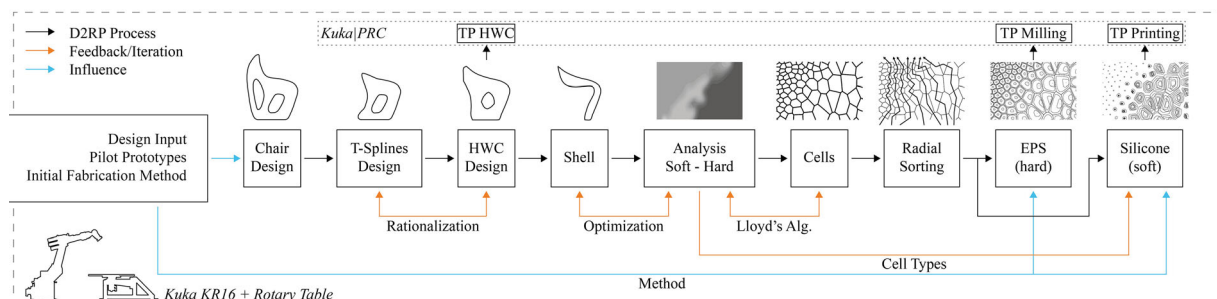 D2RP Process
Feedback/Iteration
Influence
Kuka|PRC
TP HWC
TP Milling
TP Printing
Design Input
Pilot Prototypes
Initial Fabrication Method
Chair
Design
T-Splines
Design
HWC
Design
Shell
Analysis
Soft - Hard
Cells
Radial
Sorting
EPS
(hard)
Silicone
(soft)
Rationalization
Optimization
Lloyd's Alg.
Cell Types
Method
Kuka KR16 + Rotary Table